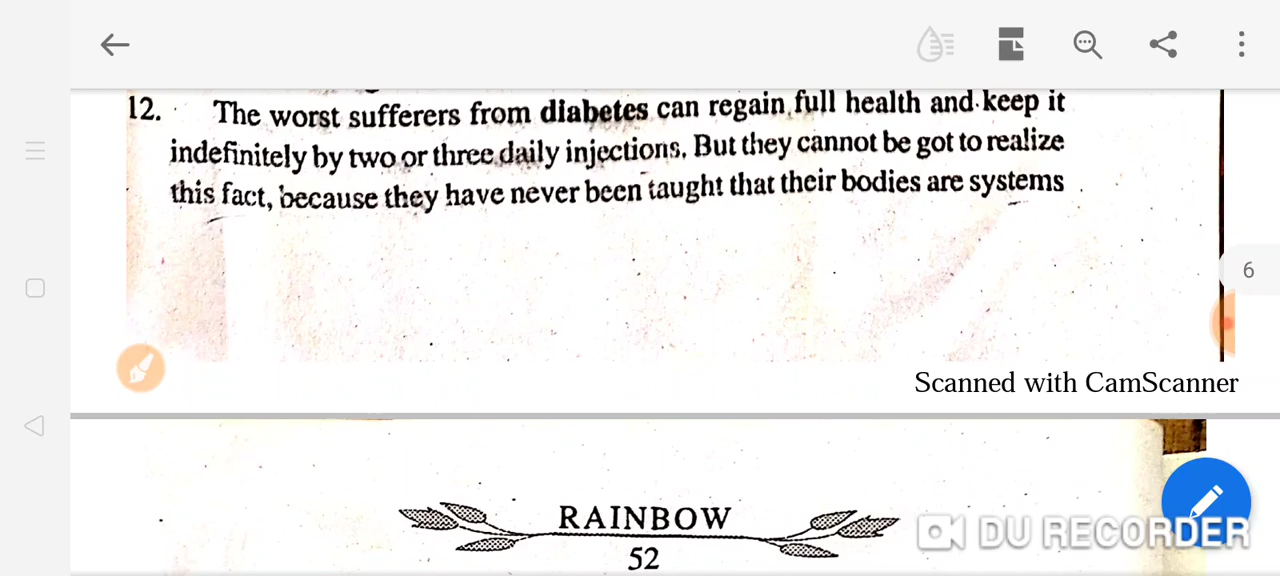 12. The worst sufferers from diabetes can regain full health and keep it
indefinitely by two or three daily injections. But they cannot be got to realize
this fact, because they have never been taught that their bodies are systems
6
Scanned with CamScanner
RAINBOW
52
DU RECORDER